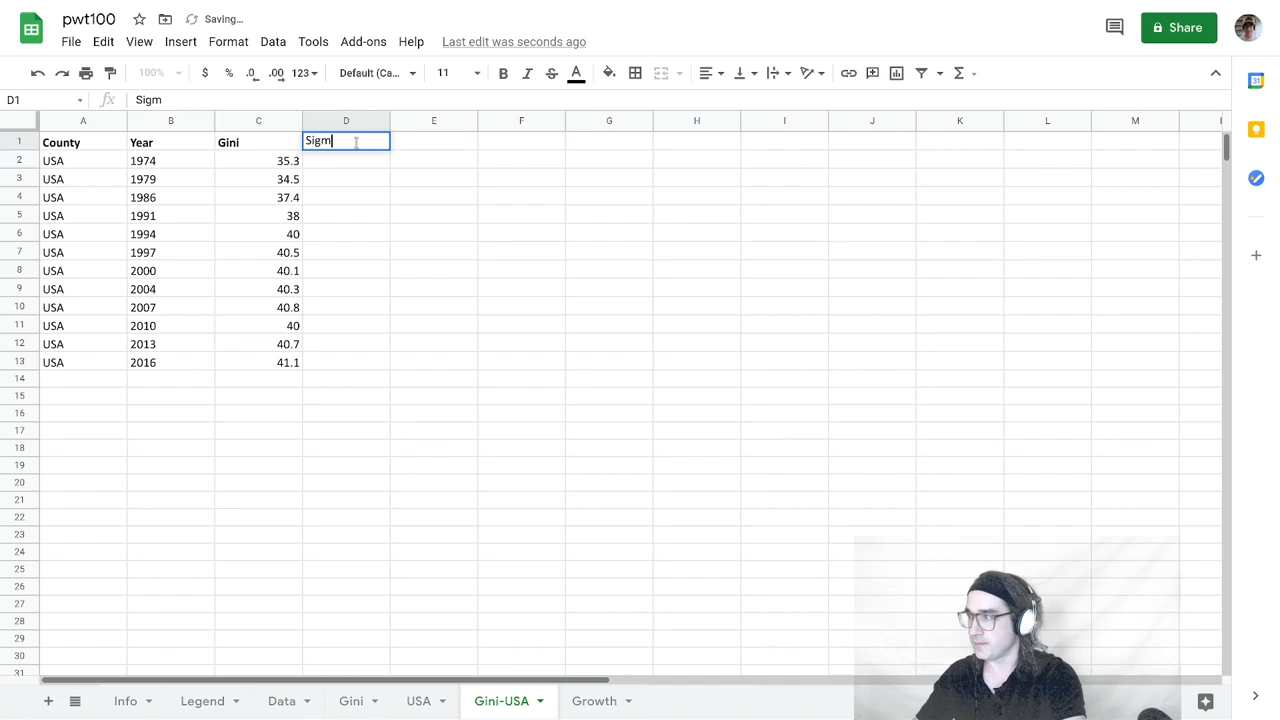 pwt100 Saving...
File Edit View Insert Format Data Tools Add-ons Help Last edit was seconds ago
Share
100% $ % .0 .00 123 Default (Ca... 11 B I S A Σ
D1 fx Sigm
A B C D E F G H I J K L M
1 County Year Gini Sigm
2 USA 1974 35.3
3 USA 1979 34.5
4 USA 1986 37.4
5 USA 1991 38
6 USA 1994 40
7 USA 1997 40.5
8 USA 2000 40.1
9 USA 2004 40.3
10 USA 2007 40.8
11 USA 2010 40
12 USA 2013 40.7
13 USA 2016 41.1
14
15
16
17
18
19
20
21
22
23
24
25
26
27
28
29
30
31
Info Legend Data Gini USA Gini-USA Growth